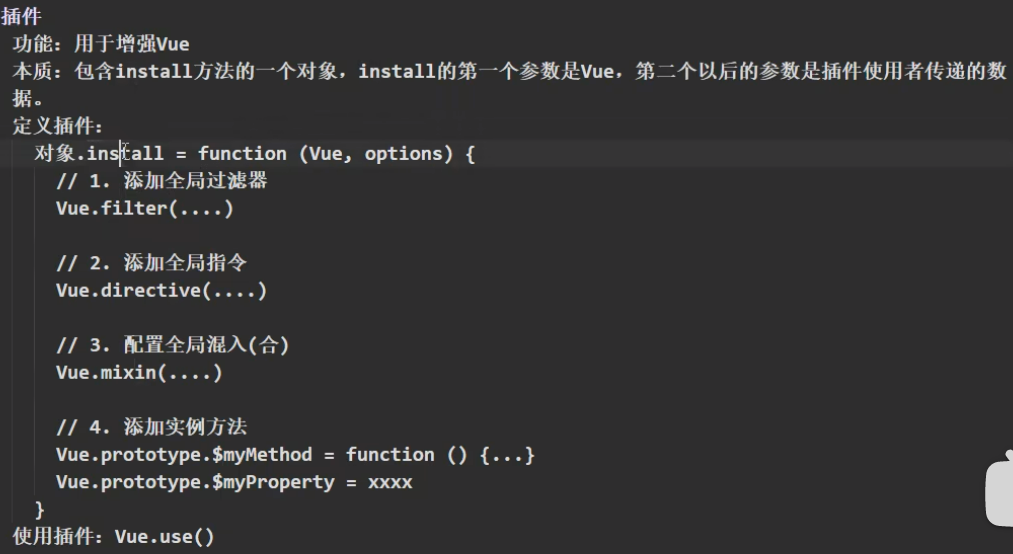 插件
功能：用于增强Vue
本质：包含install方法的一个对象，install的第一个参数是Vue，第二个以后的参数是插件使用者传递的数
据。
定义插件：
对象.install = function (Vue, options) {
// 1. 添加全局过滤器
Vue.filter(....)
// 2. 添加全局指令
Vue.directive(....)
// 3. 配置全局混入(合)
Vue.mixin(....)
// 4. 添加实例方法
Vue.prototype.$myMethod = function () {...}
Vue.prototype.$myProperty = xxxx
}
使用插件：Vue.use()